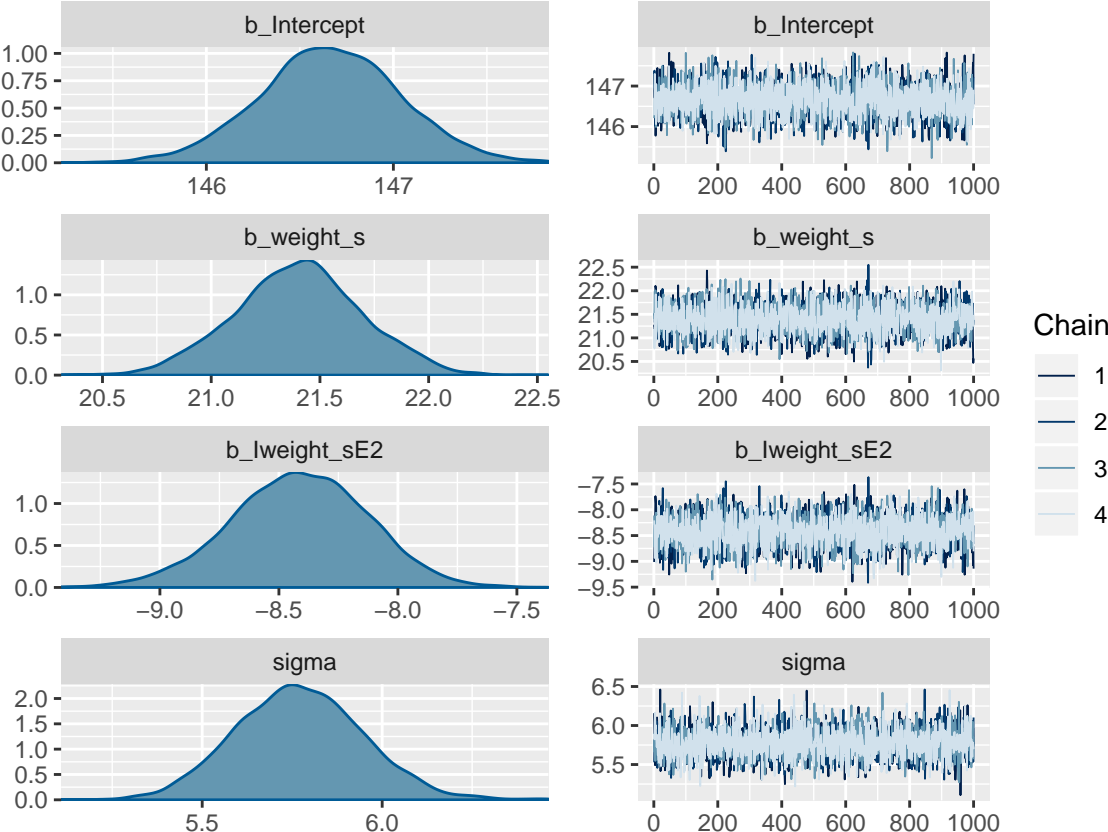 b_Intercept
1.00
0.75
0.50
0.25
0.00
146 147
b_Intercept
147
146
0 200 400 600 800 1000
b_weight_s
1.0
0.5
0.0
20.5 21.0 21.5 22.0 22.5
b_weight_s
22.5
22.0
21.5
21.0
20.5
0 200 400 600 800 1000
b_Iweight_sE2
1.0
0.5
0.0
−9.0 −8.5 −8.0 −7.5
b_Iweight_sE2
−7.5
−8.0
−8.5
−9.0
−9.5
0 200 400 600 800 1000
sigma
2.0
1.5
1.0
0.5
0.0
5.5 6.0
sigma
6.5
6.0
5.5
0 200 400 600 800 1000
Chain
1
2
3
4